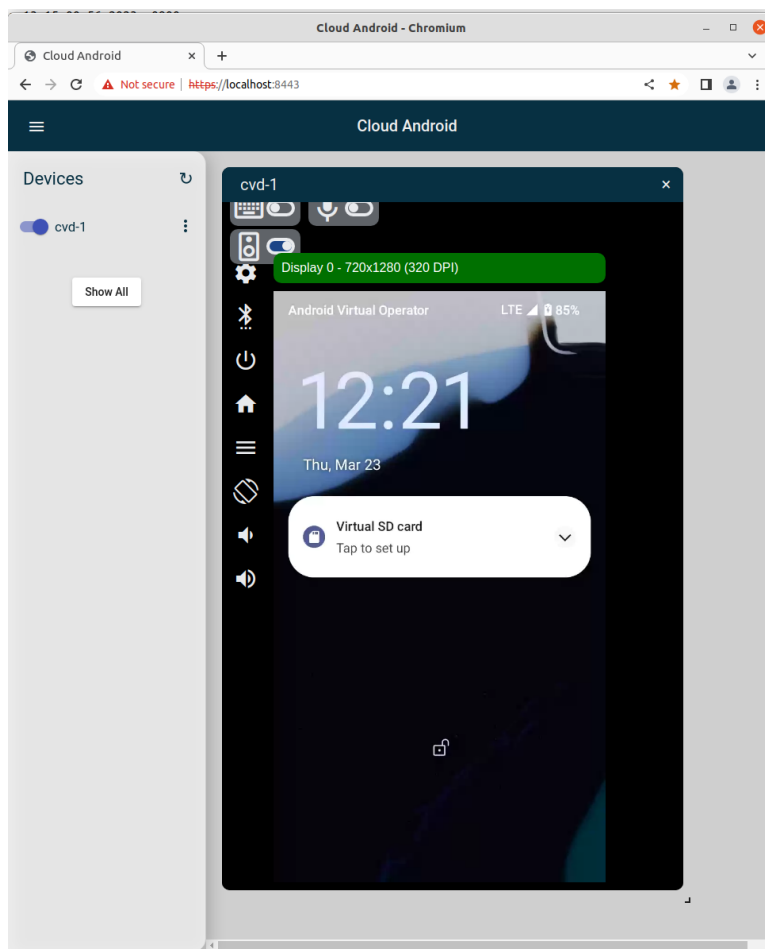 Cloud Android - Chromium
Cloud Android
Not secure | https://localhost:8443
Cloud Android
Devices
cvd-1
Show All
cvd-1
Display 0 - 720x1280 (320 DPI)
Android Virtual Operator LTE 85%
12:21
Thu, Mar 23
Virtual SD card
Tap to set up